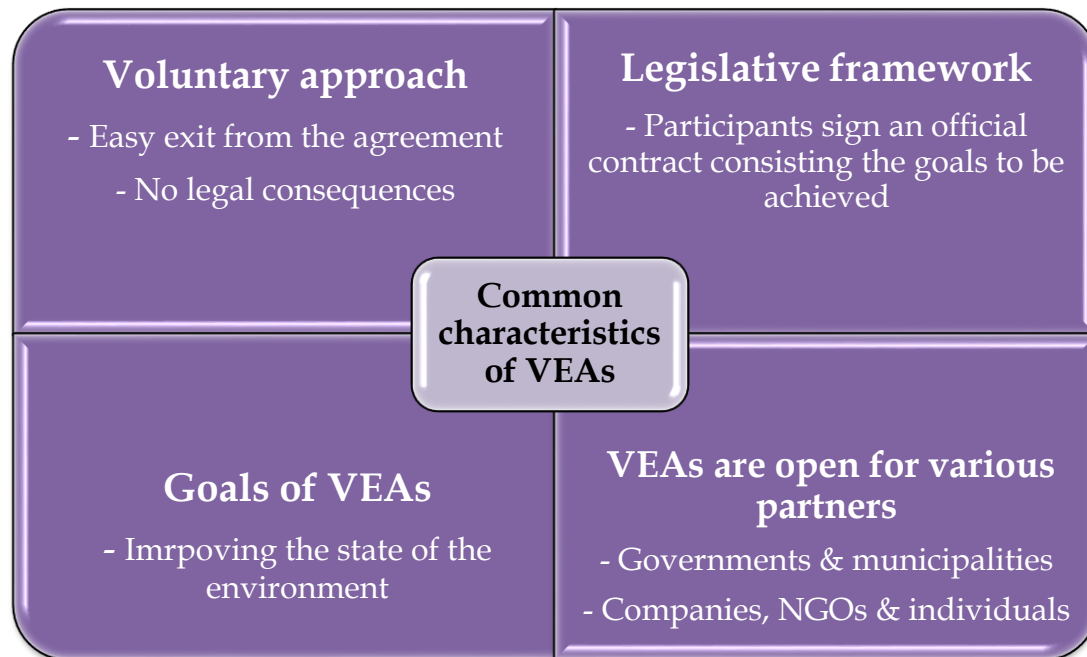 Voluntary approach
- Easy exit from the agreement
- No legal consequences
Legislative framework
- Participants sign an official
contract consisting the goals to be
achieved
Common
characteristics
of VEAs
Goals of VEAs
- Imrpoving the state of the
environment
VEAs are open for various
partners
- Governments & municipalities
- Companies, NGOs & individuals